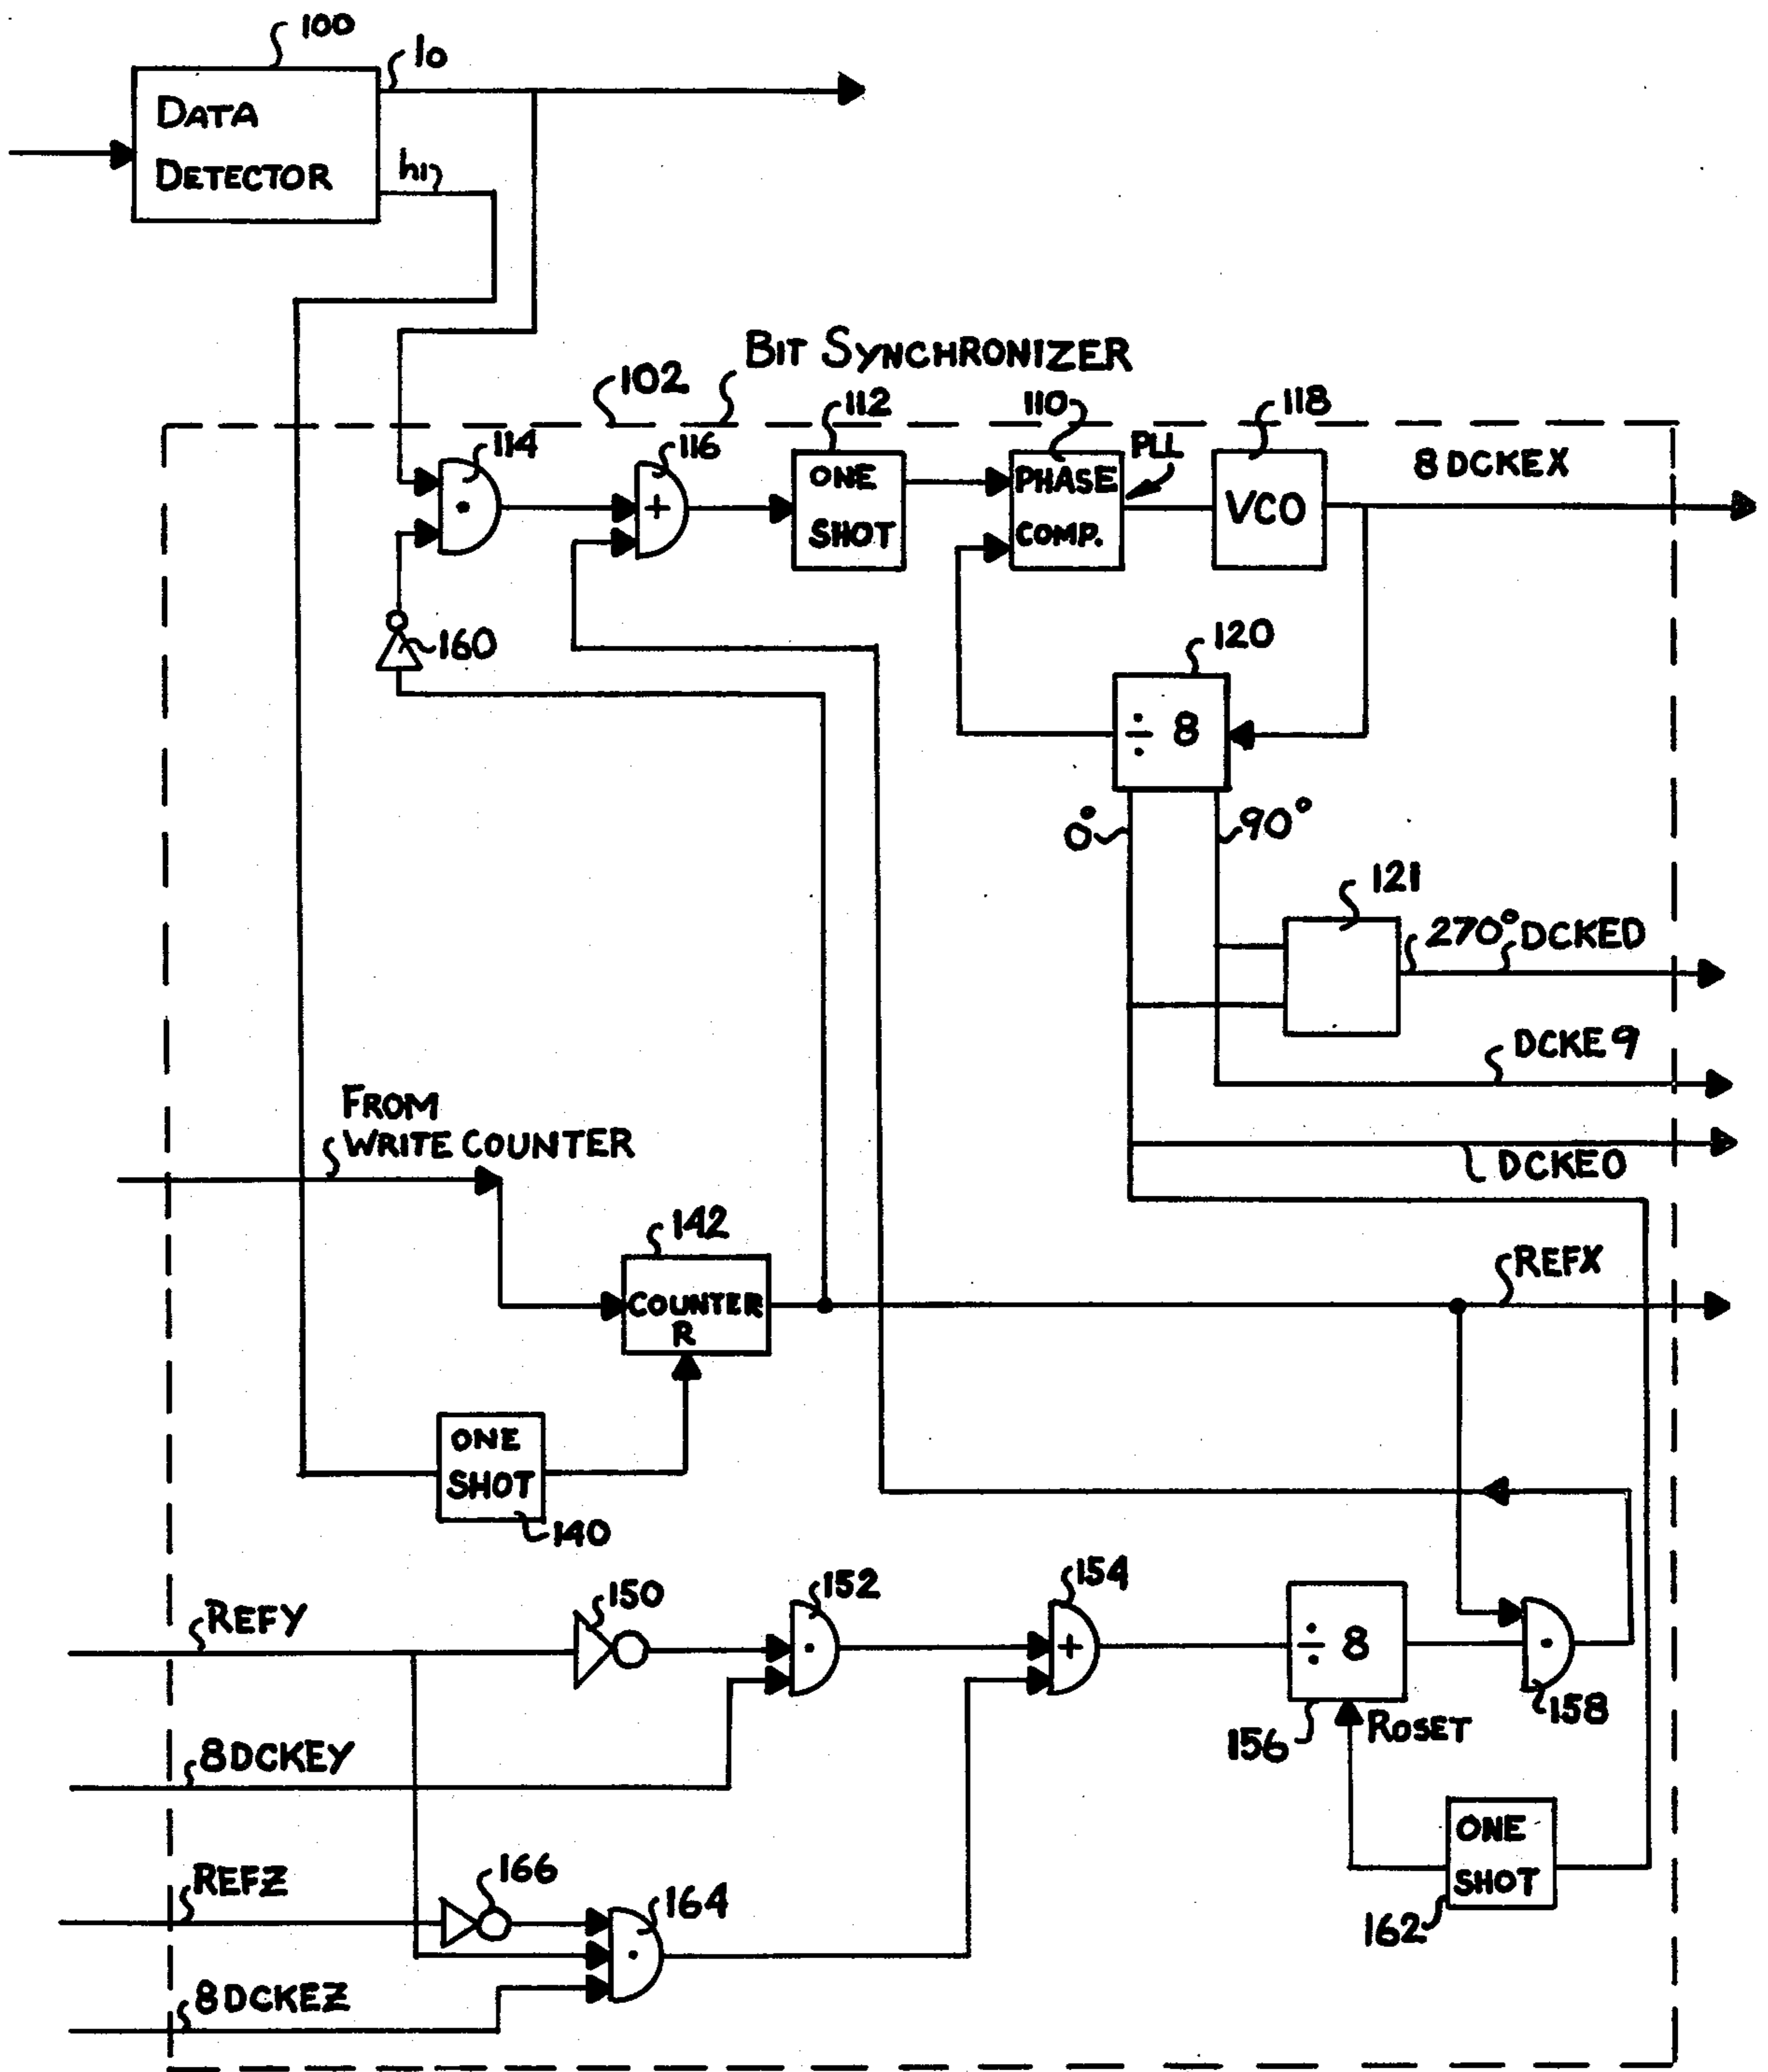 100
lo
DATA
DETECTOR
hi
BIT SYNCHRONIZER
102
114
116
112
ONE
SHOT
110
PHASE
COMP.
PLL
118
VCO
8DCKEX
160
120
÷ 8
0°
90°
121
270° DCKED
DCKE9
DCKE0
FROM
WRITE COUNTER
142
COUNTER
R
REFX
ONE
SHOT
140
REFY
150
152
154
÷ 8
156
ROSET
158
8DCKEY
REFZ
166
164
ONE
SHOT
162
8DCKEZ